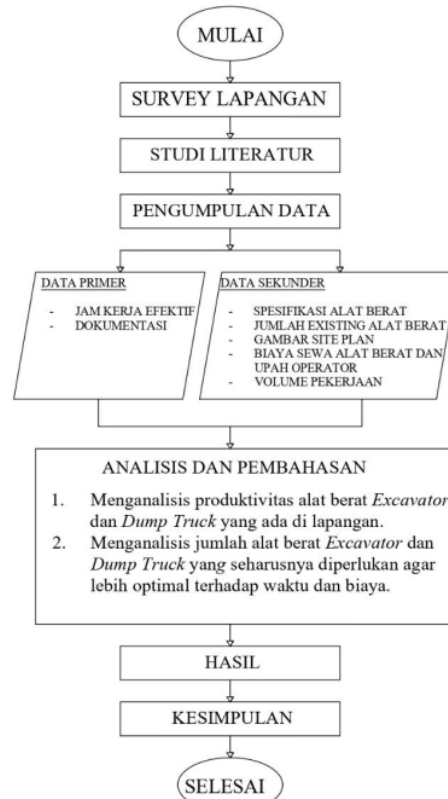 MULAI
SURVEY LAPANGAN
STUDI LITERATUR
PENGUMPULAN DATA
DATA PRIMER
- JAM KERJA EFEKTIF
- DOKUMENTASI
DATA SEKUNDER
- SPESIFIKASI ALAT BERAT
- JUMLAH EXISTING ALAT BERAT
- GAMBAR SITE PLAN
- BIAYA SEWA ALAT BERAT DAN
UPAH OPERATOR
- VOLUME PEKERJAAN
ANALISIS DAN PEMBAHASAN
1. Menganalisis produktivitas alat berat Excavator
dan Dump Truck yang ada di lapangan.
2. Menganalisis jumlah alat berat Excavator dan
Dump Truck yang seharusnya diperlukan agar
lebih optimal terhadap waktu dan biaya.
HASIL
KESIMPULAN
SELESAI